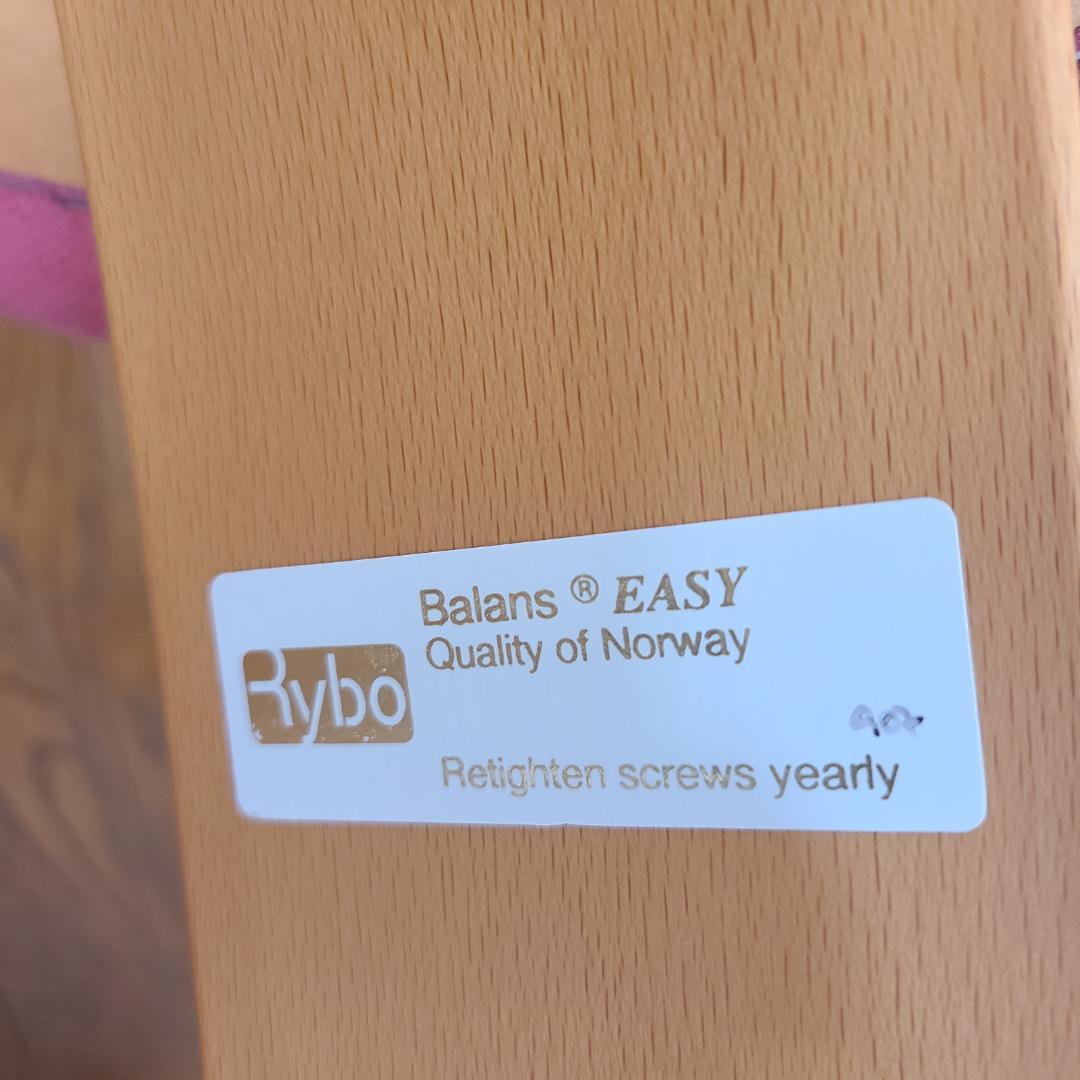 Balans ® EASY
Quality of Norway
Rybo
Retighten screws yearly